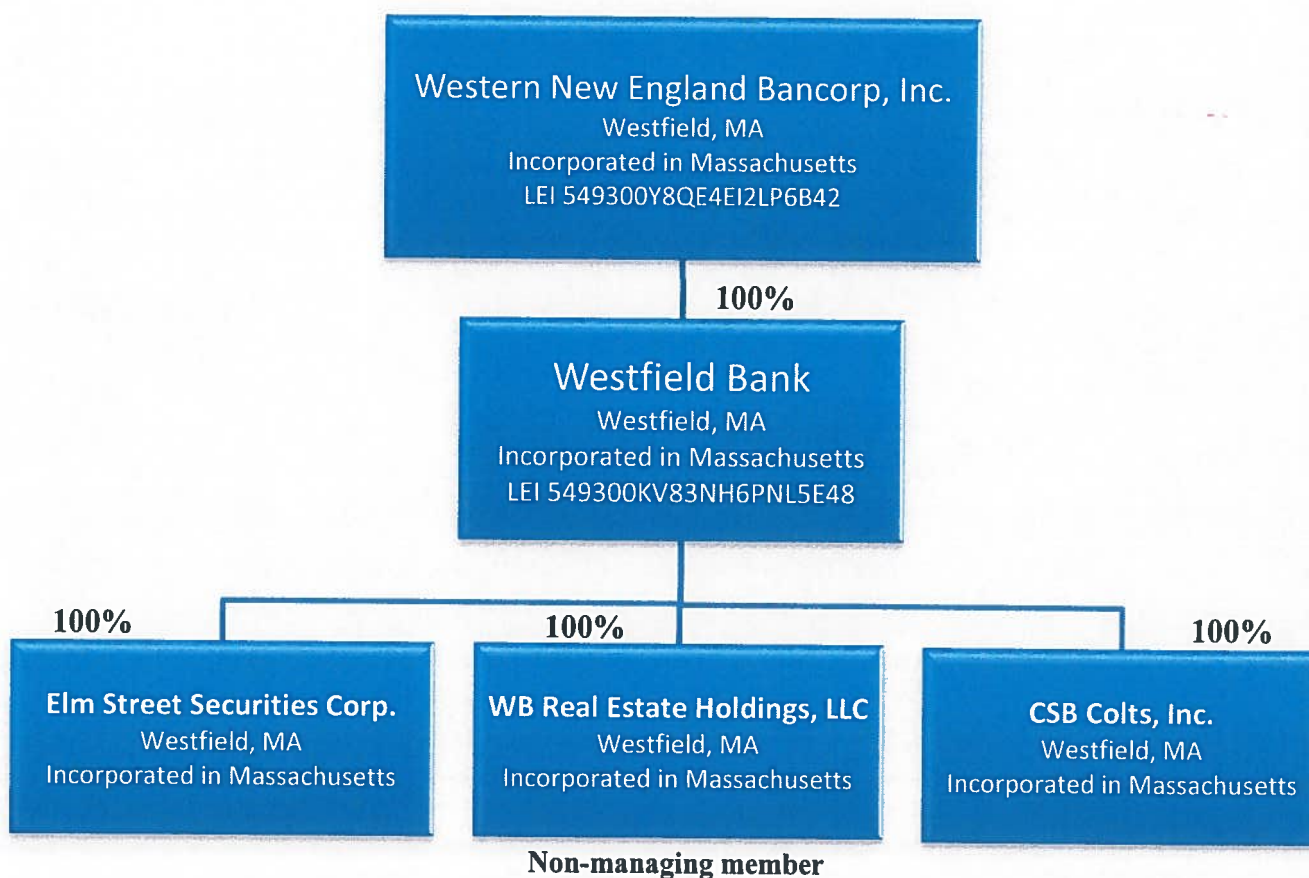 Western New England Bancorp, Inc.
Westfield, MA
Incorporated in Massachusetts
LEI 549300Y8QE4EI2LP6B42
100%
Westfield Bank
Westfield, MA
Incorporated in Massachusetts
LEI 549300KV83NH6PNL5E48
100%
Elm Street Securities Corp.
Westfield, MA
Incorporated in Massachusetts
100%
WB Real Estate Holdings, LLC
Westfield, MA
Incorporated in Massachusetts
Non-managing member
100%
CSB Colts, Inc.
Westfield, MA
Incorporated in Massachusetts